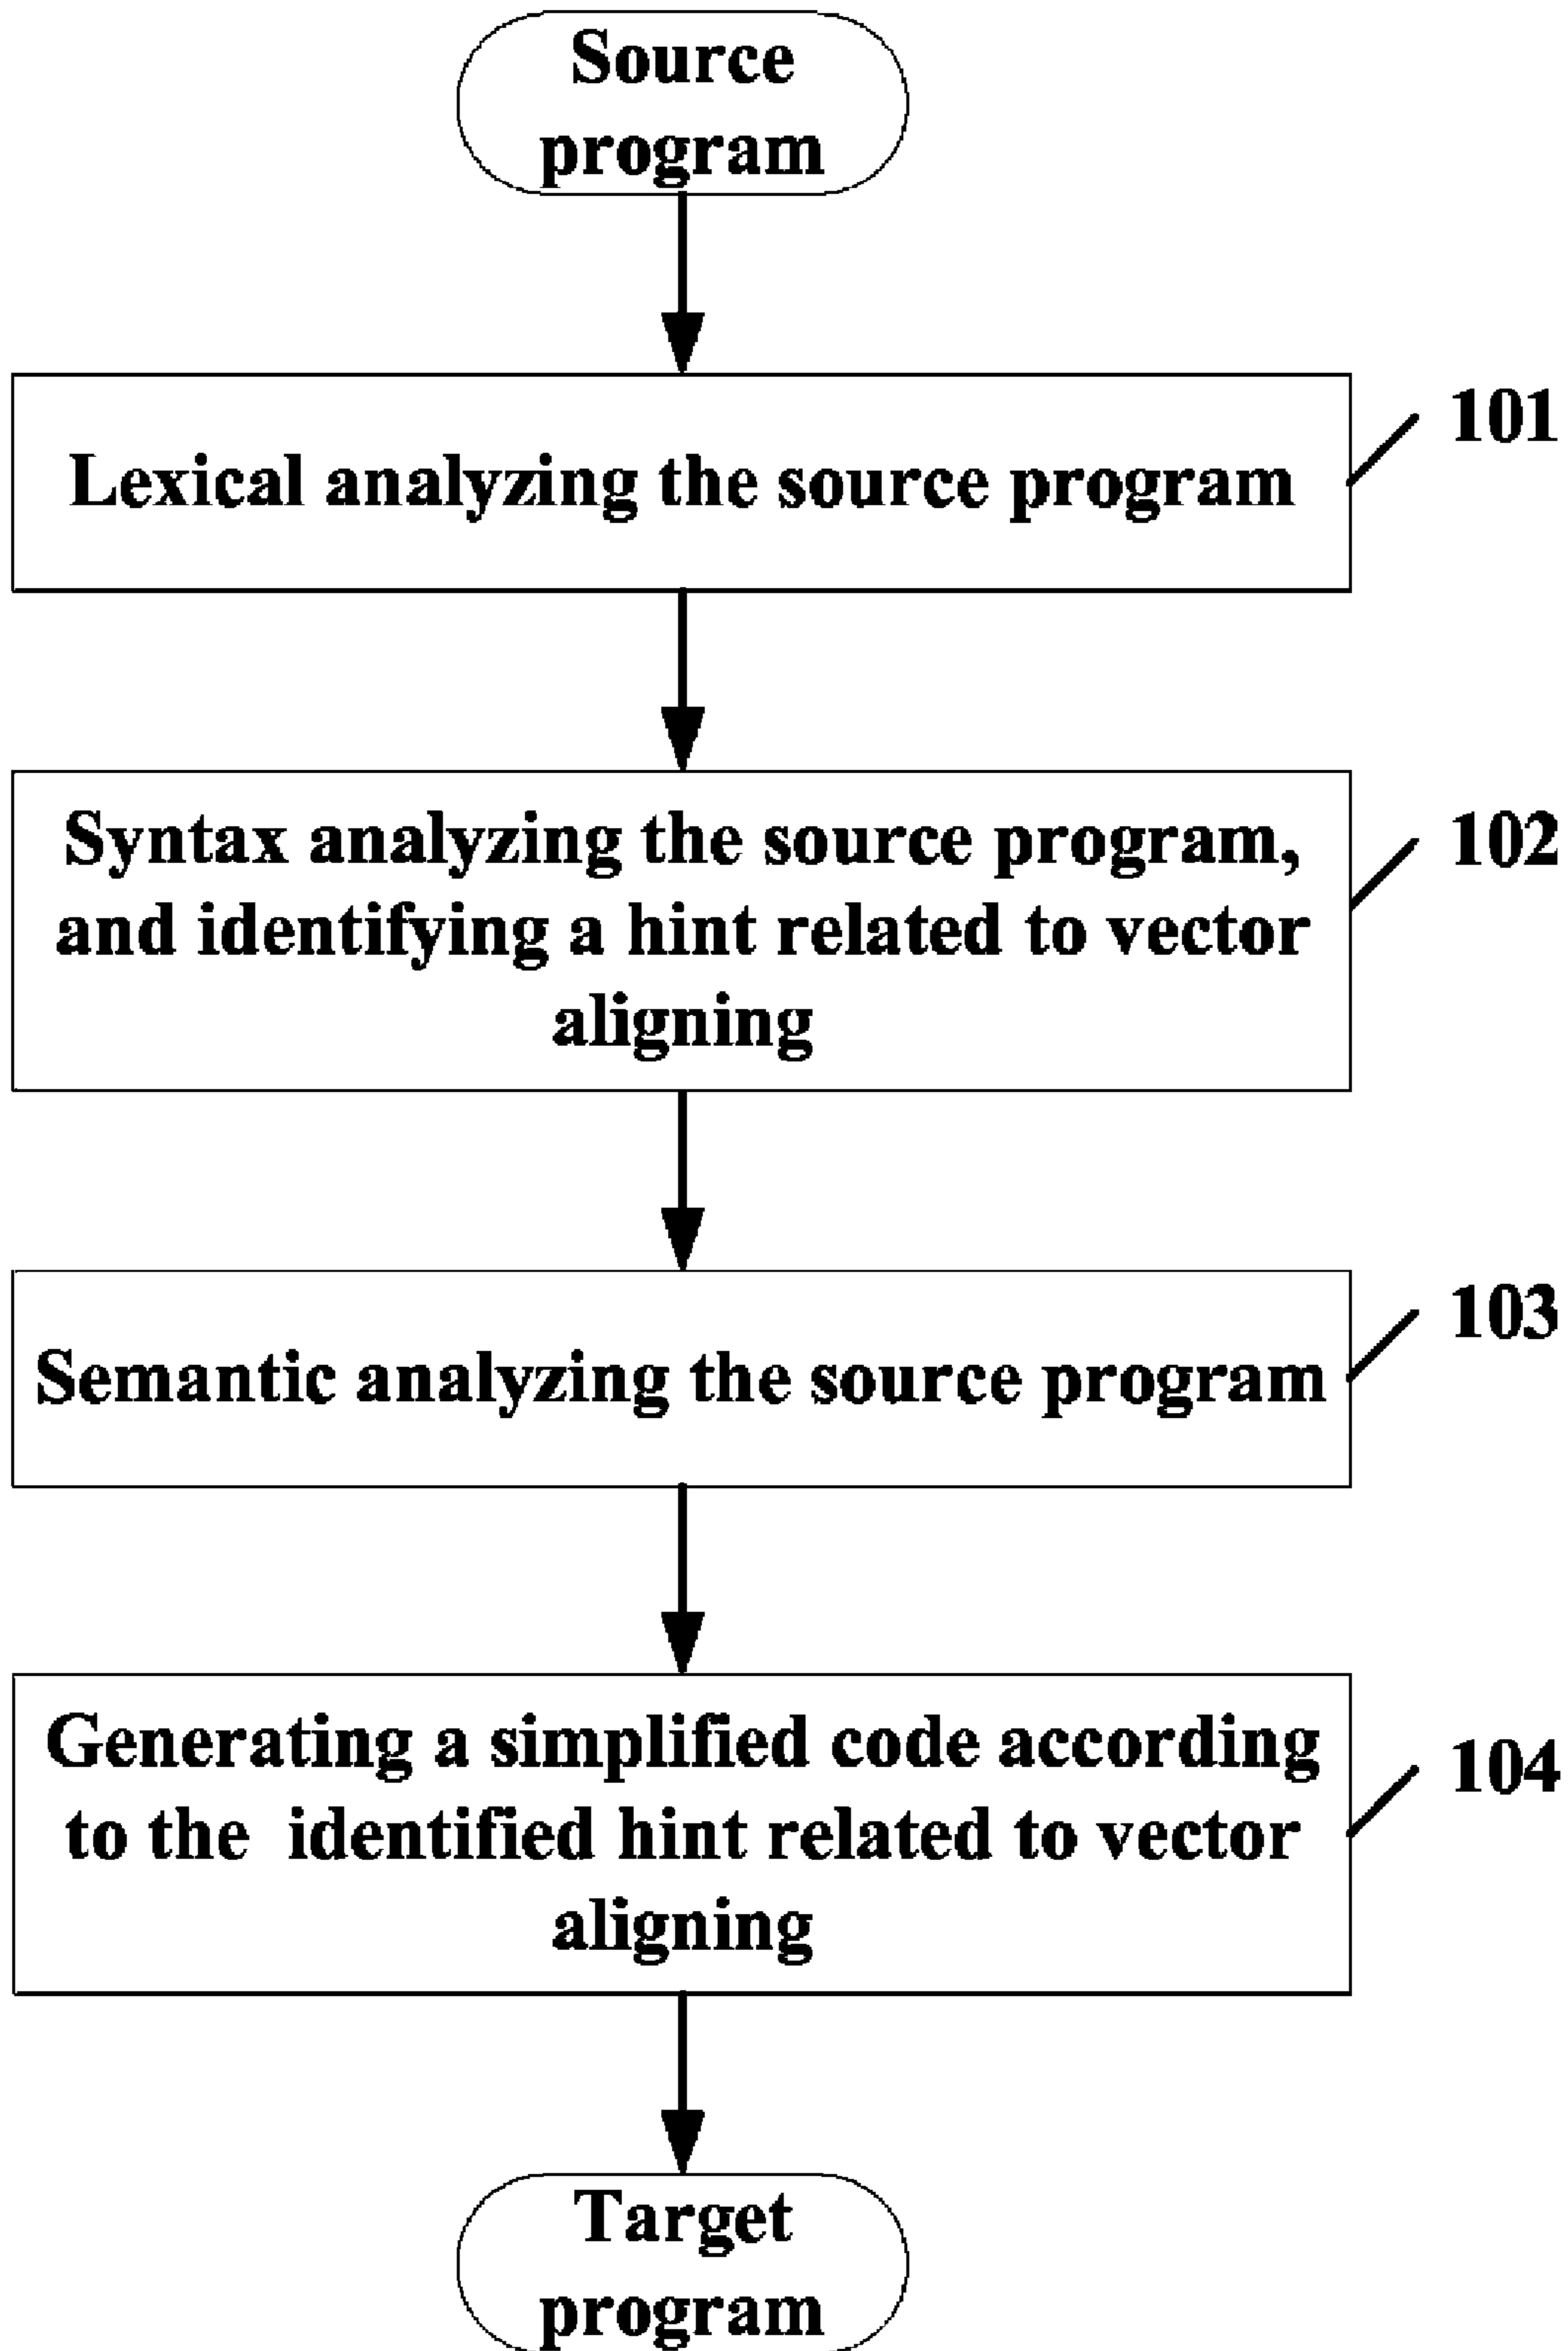 Source
program
101
Lexical analyzing the source program
102
Syntax analyzing the source program,
and identifying a hint related to vector
aligning
103
Semantic analyzing the source program
104
Generating a simplified code according
to the identified hint related to vector
aligning
Target
program